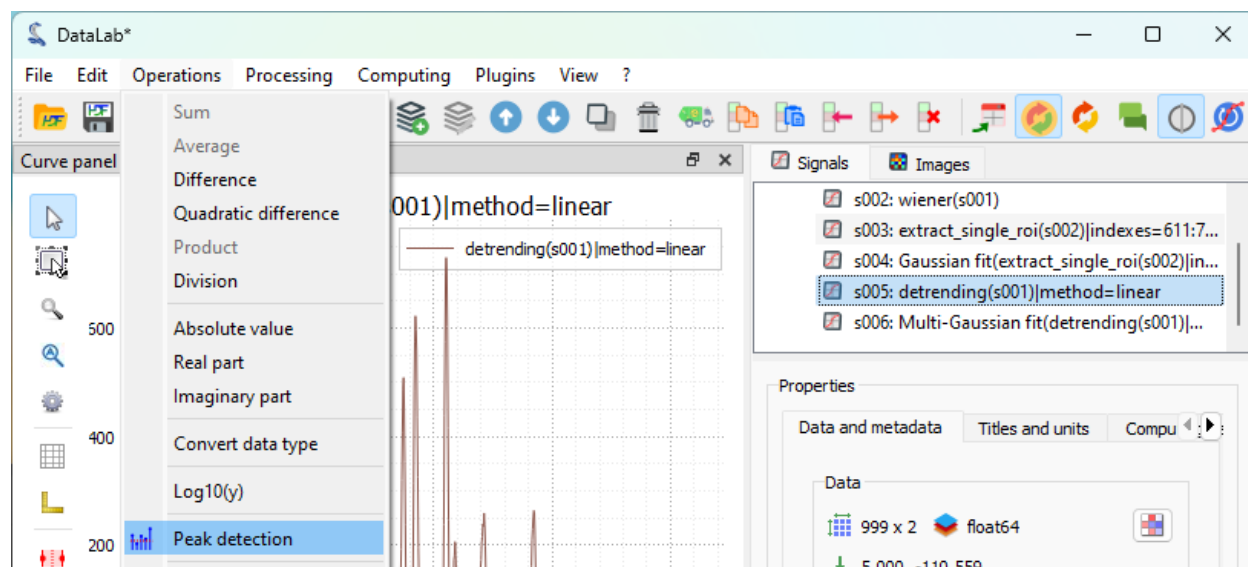 DataLab*
File Edit Operations Processing Computing Plugins View ?
Curve panel
Sum
Average
Difference
Quadratic difference
Product
Division
Absolute value
Real part
Imaginary part
Convert data type
Log10(y)
Peak detection
001)|method=linear
detrending(s001)|method=linear
500
400
200
Signals Images
s002: wiener(s001)
s003: extract_single_roi(s002)|indexes=611:7...
s004: Gaussian fit(extract_single_roi(s002)|in...
s005: detrending(s001)|method=linear
s006: Multi-Gaussian fit(detrending(s001)|...
Properties
Data and metadata Titles and units Compu
Data
999 x 2 float64